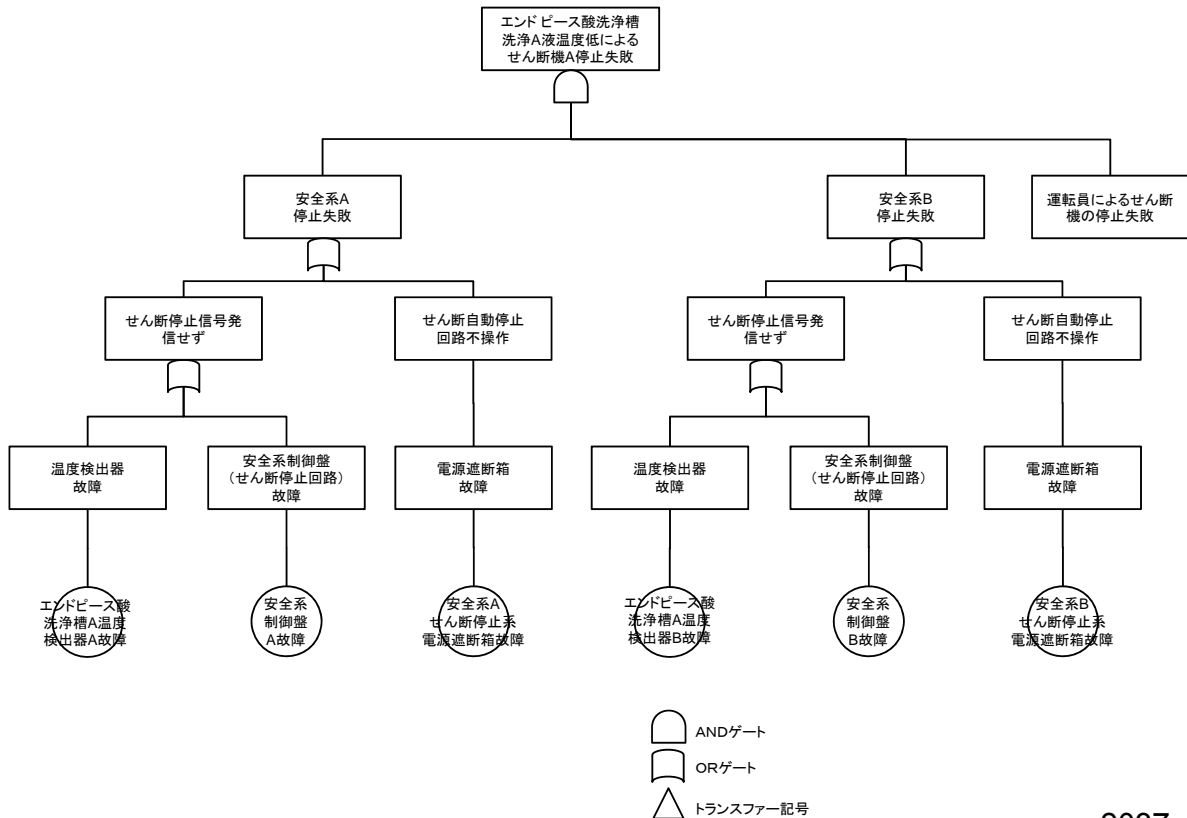 エンドピース酸洗浄槽
洗浄A液温度低による
せん断機A停止失敗
安全系A
停止失敗
安全系B
停止失敗
運転員によるせん断
機の停止失敗
せん断停止信号発
信せず
せん断自動停止
回路不操作
せん断停止信号発
信せず
せん断自動停止
回路不操作
温度検出器
故障
安全系制御盤
（せん断停止回路）
故障
電源遮断箱
故障
温度検出器
故障
安全系制御盤
（せん断停止回路）
故障
電源遮断箱
故障
エンドピース酸
洗浄槽A温度
検出器A故障
安全系
制御盤
A故障
安全系A
せん断停止系
電源遮断箱故障
エンドピース酸
洗浄槽A温度
検出器B故障
安全系
制御盤
B故障
安全系B
せん断停止系
電源遮断箱故障
ANDゲート
ORゲート
トランスファー記号